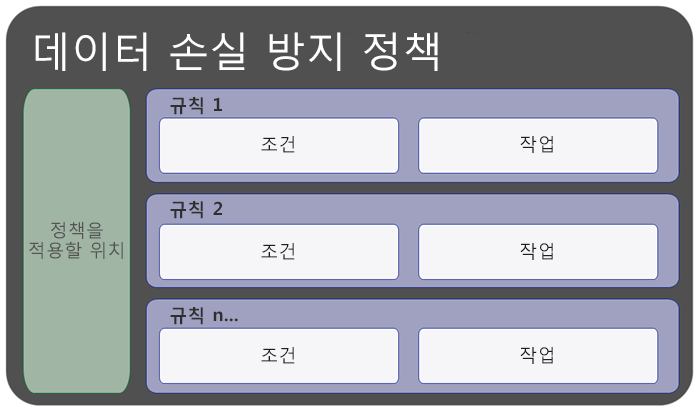 데이터 손실 방지 정책
정책을
적용할 위치
규칙 1
조건
작업
규칙 2
조건
작업
규칙 n...
조건
작업